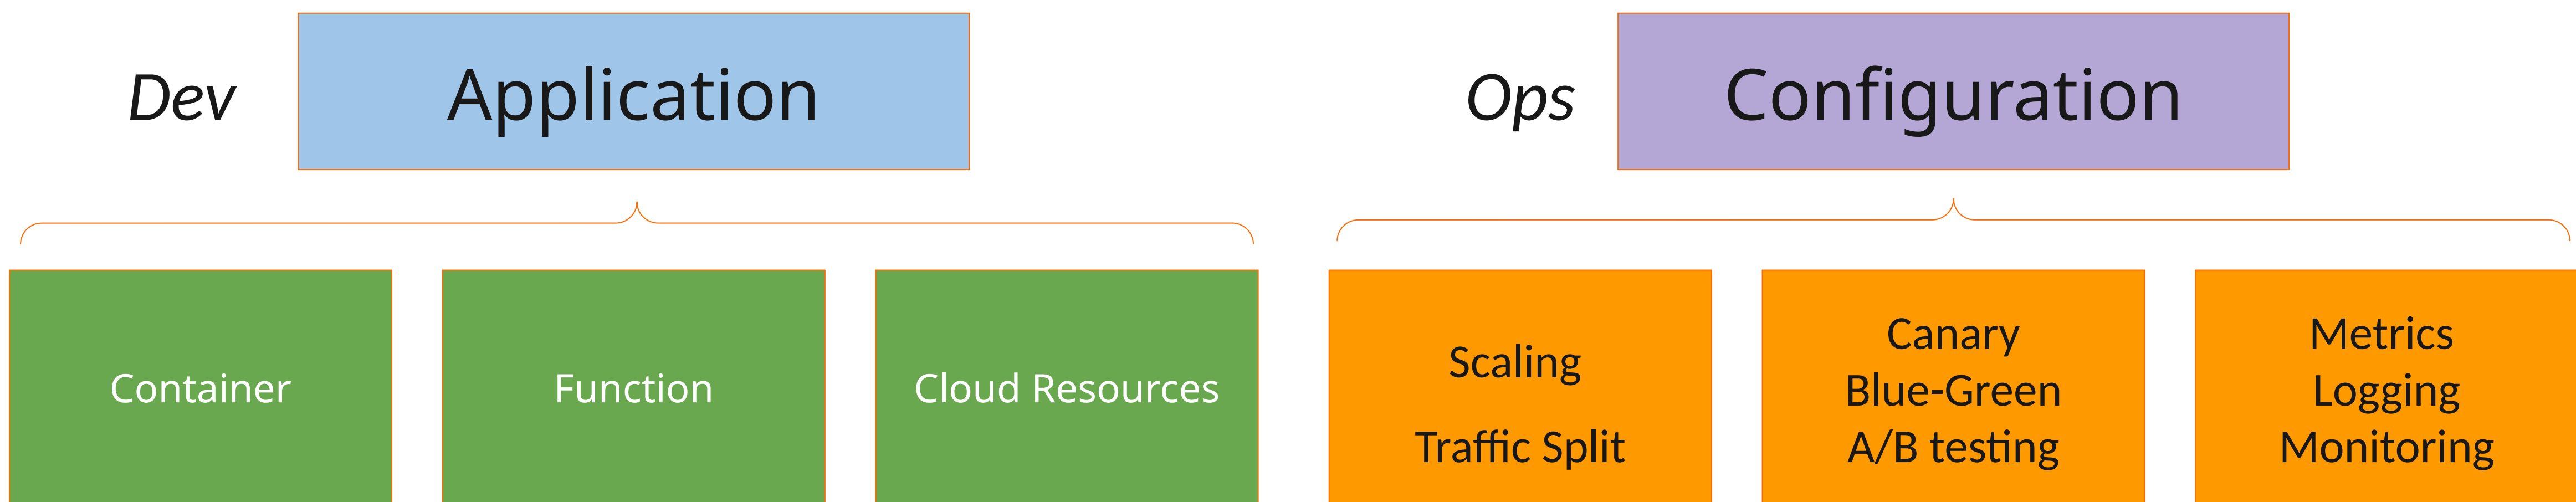 Dev
Application
Ops
Configuration
Container
Function
Cloud Resources
Scaling
Traffic Split
Canary
Blue-Green
A/B testing
Metrics
Logging
Monitoring